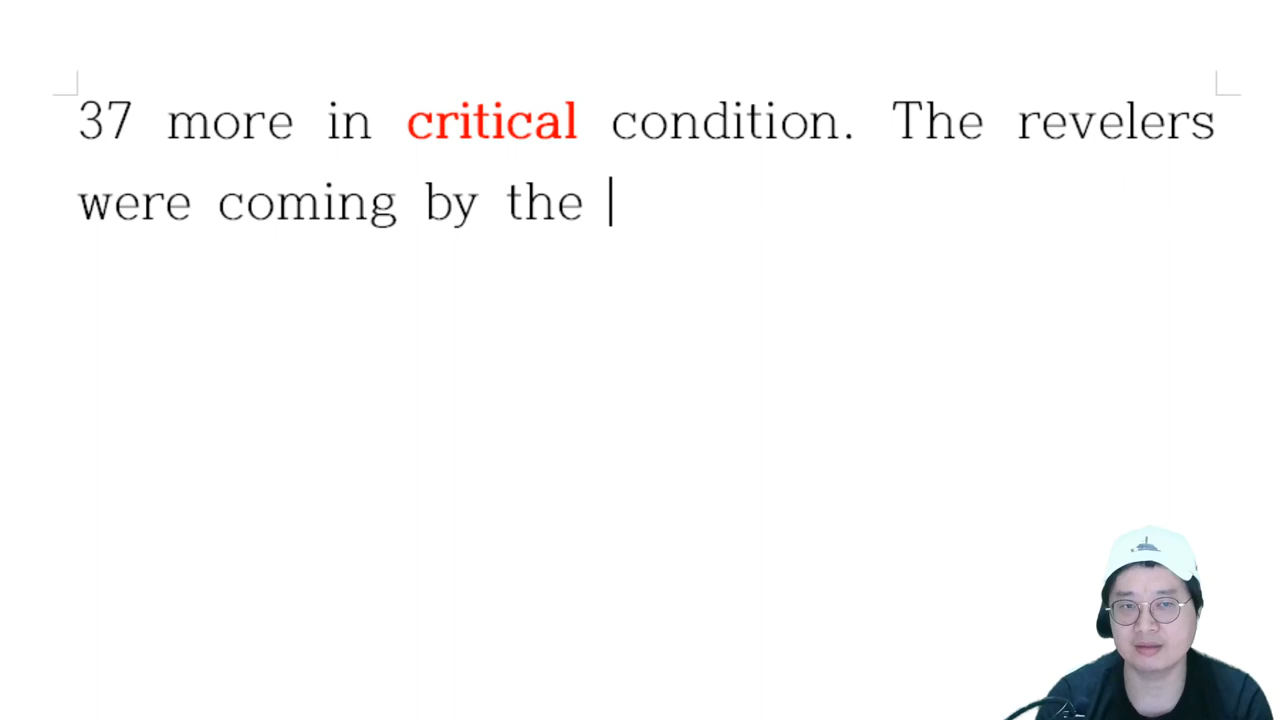 37 more in critical condition. The revelers
were coming by the